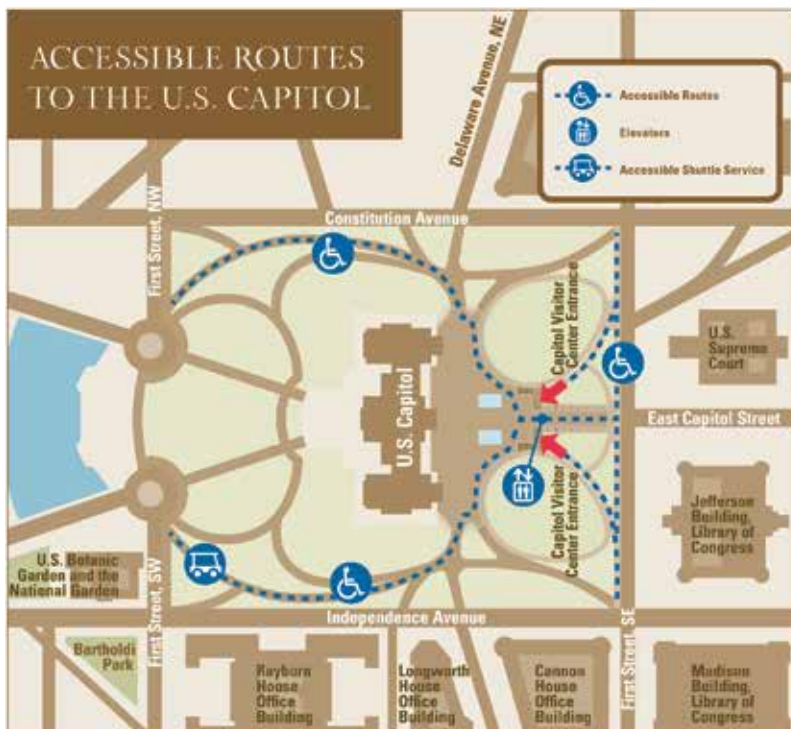 ACCESSIBLE ROUTES
TO THE U.S. CAPITOL
Delaware Avenue, NE
Accessible Routes
Elevators
Accessible Shuttle Service
First Street, NW
Constitution Avenue
Capitol Visitor
Center Entrance
U.S.
Supreme
Court
U.S. Capitol
East Capitol Street
Capitol Visitor
Center Entrance
Jefferson
Building,
Library of
Congress
U.S. Botanic
Garden and the
National Garden
First Street, SW
Independence Avenue
First Street, SE
Bartholdi
Park
Rayburn
House
Office
Building
Longworth
House
Office
Building
Cannon
House
Office
Building
Madison
Building,
Library of
Congress